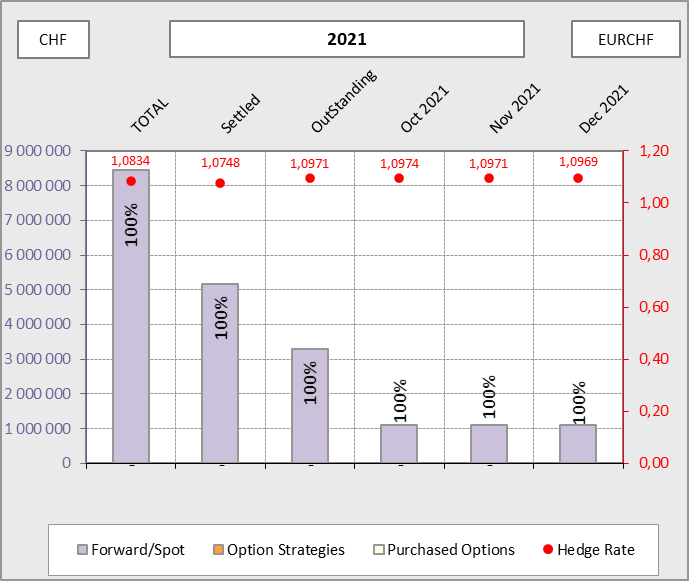 CHF 2021 EURCHF
TOTAL Settled OutStanding Oct 2021 Nov 2021 Dec 2021
9 000 000 1,0834 1,0748 1,0971 1,0974 1,0971 1,0969 1,20
8 000 000 1,00
7 000 000 100% 0,80
6 000 000
5 000 000 100% 0,60
4 000 000
3 000 000 100% 0,40
2 000 000 100% 100% 100% 0,20
1 000 000
0 - - - - - - 0,00
Forward/Spot Option Strategies Purchased Options Hedge Rate